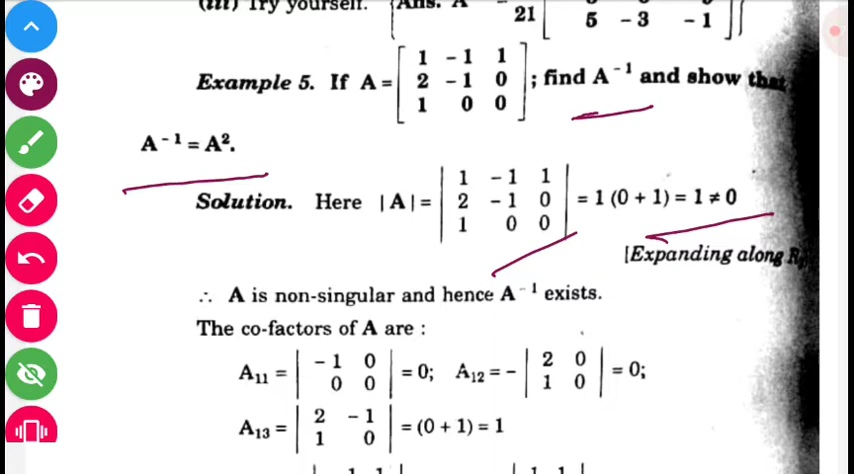 (iii) Try yourself. [Ans. A
21 [ 5 -3 -1 ]]
Example 5. If A = [ 1 -1 1
2 -1 0
1 0 0 ] ; find A⁻¹ and show that
A⁻¹ = A².
Solution. Here |A| = | 1 -1 1
2 -1 0
1 0 0 | = 1 (0 + 1) = 1 ≠ 0
[Expanding along
∴ A is non-singular and hence A⁻¹ exists.
The co-factors of A are :
A₁₁ = | -1 0
0 0 | = 0; A₁₂ = - | 2 0
1 0 | = 0;
A₁₃ = | 2 -1
1 0 | = (0 + 1) = 1